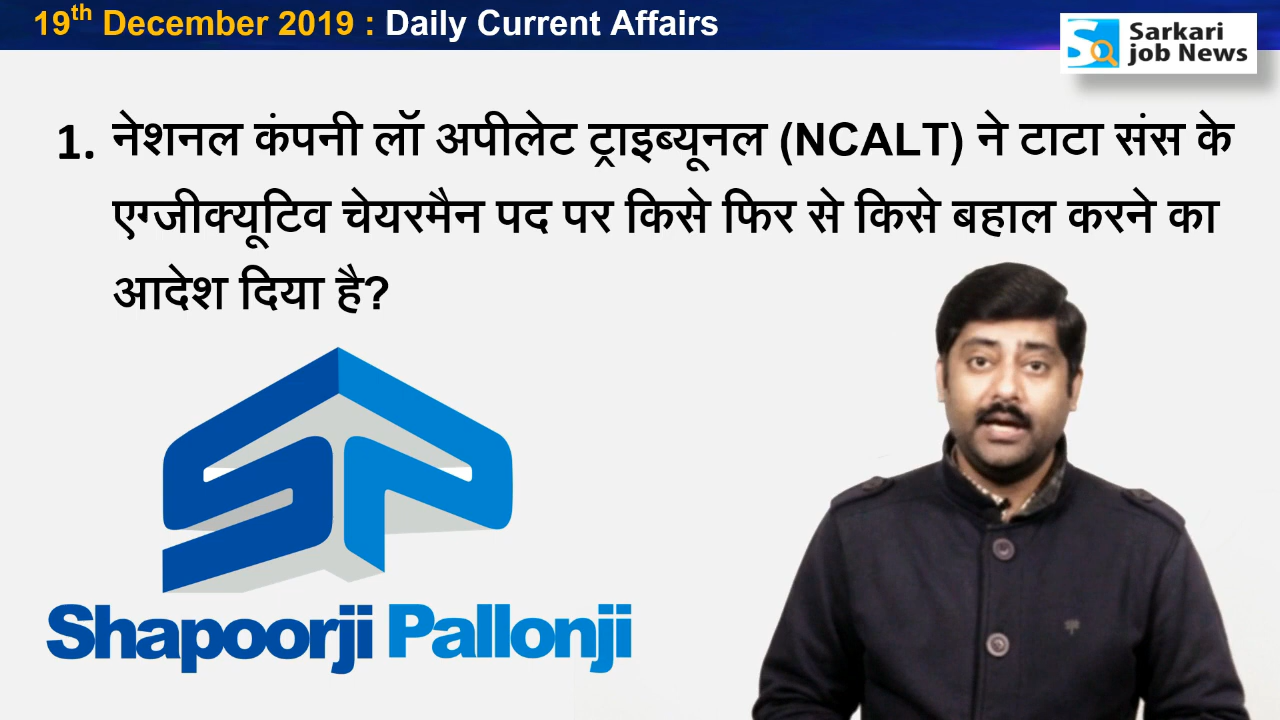 19th December 2019 : Daily Current Affairs
Sarkari
job News
1. नेशनल कंपनी लॉ अपीलेट ट्राइब्यूनल (NCALT) ने टाटा संस के
एग्जीक्यूटिव चेयरमैन पद पर किसे फिर से किसे बहाल करने का
आदेश दिया है?
SP
Shapoorji Pallonji